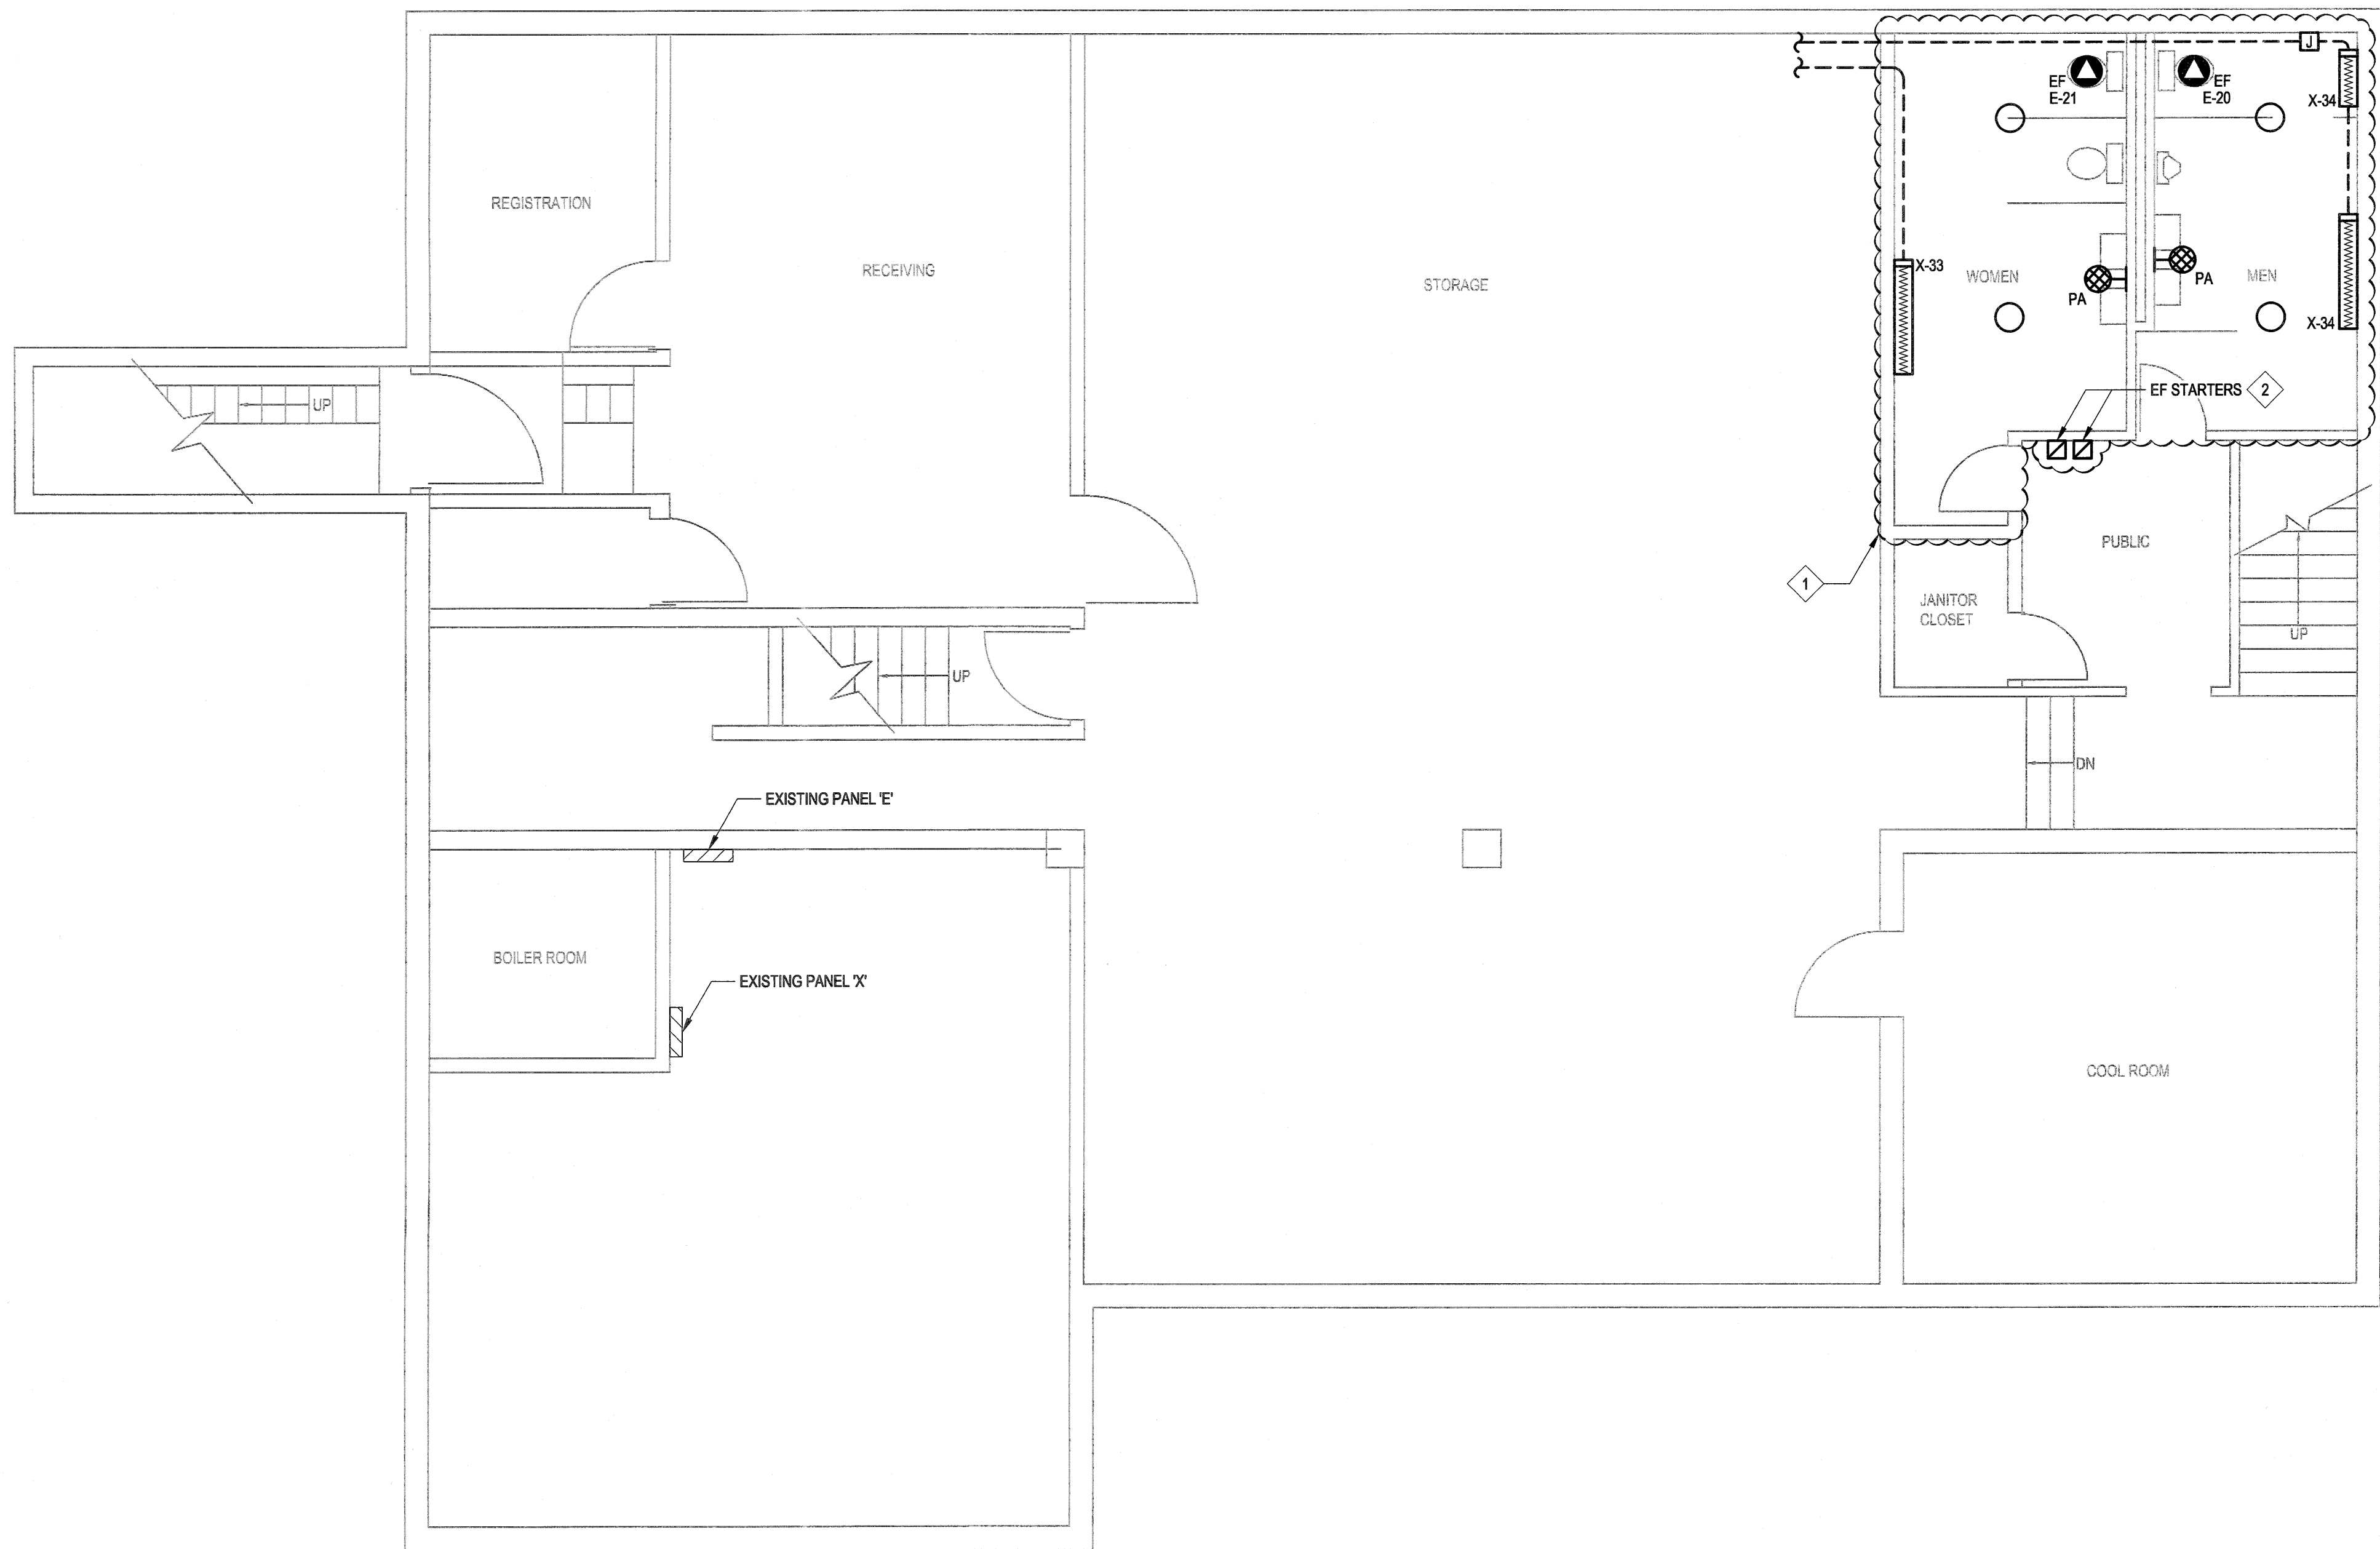 J
EF
E-21
EF
E-20
X-34
REGISTRATION
RECEIVING
STORAGE
X-33
WOMEN
PA
PA
MEN
X-34
UP
EF STARTERS
2
PUBLIC
1
JANITOR
CLOSET
UP
UP
DN
EXISTING PANEL 'E'
BOILER ROOM
EXISTING PANEL 'X'
COOL ROOM